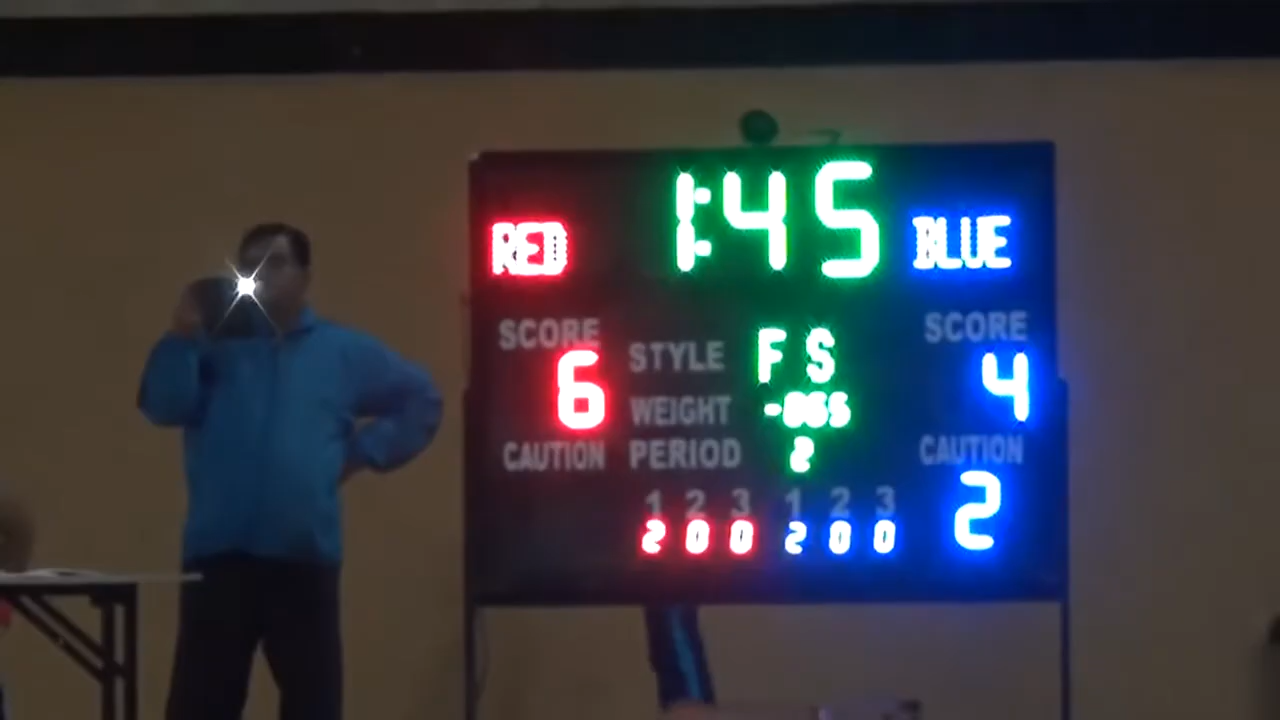 1:45
RED BLUE
SCORE SCORE
6 STYLE F S 4
WEIGHT -065
CAUTION PERIOD 2 CAUTION
1 2 3 1 2 3 2
2 0 0 2 0 0